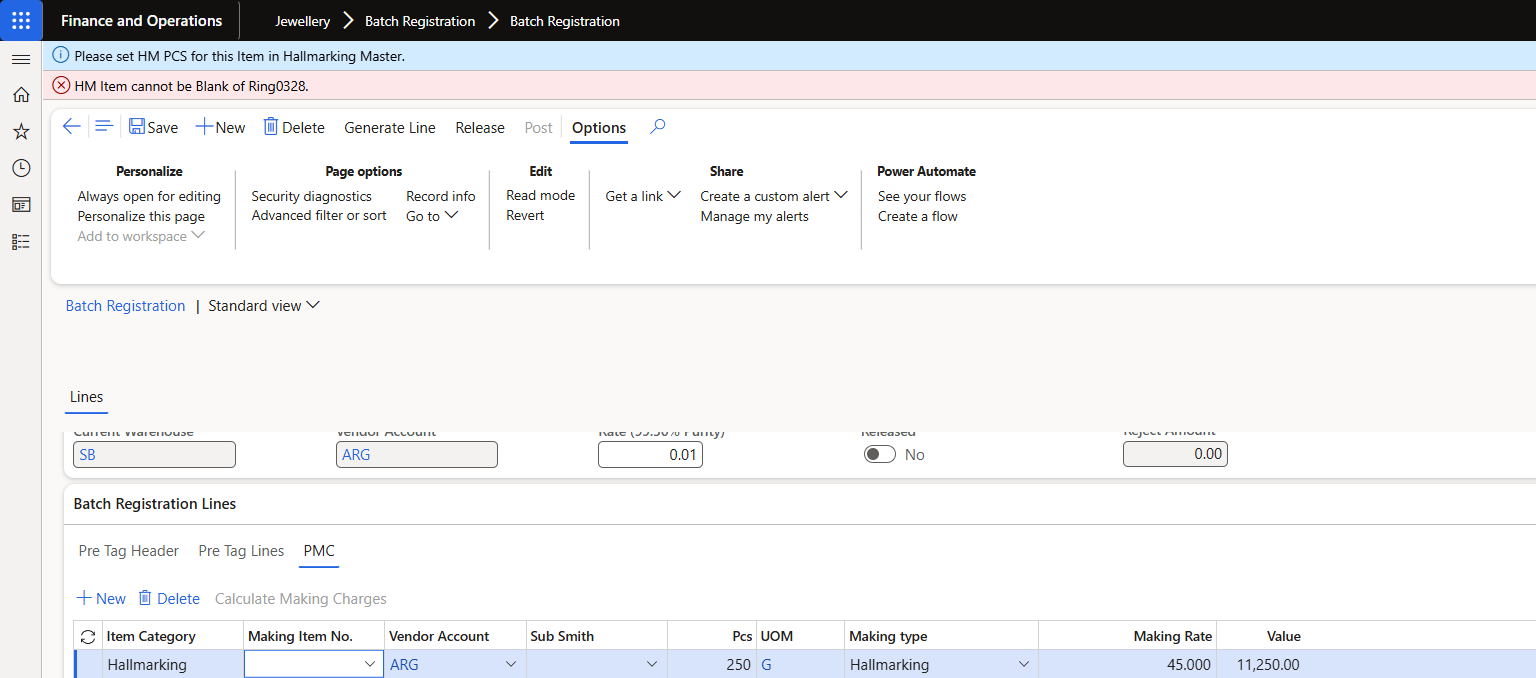 Finance and Operations Jewellery Batch Registration Batch Registration
Please set HM PCS for this Item in Hallmarking Master.
HM Item cannot be Blank of Ring0328.
Save New Delete Generate Line Release Post Options
Personalize Page options Edit Share Power Automate
Always open for editing Security diagnostics Record info Read mode Get a link Create a custom alert See your flows
Personalize this page Advanced filter or sort Go to Revert Manage my alerts Create a flow
Add to workspace
Batch Registration | Standard view
Lines
Current Warehouse Vendor Account Rate (99.50% Purity) Released Reject Amount
SB ARG 0.01 No 0.00
Batch Registration Lines
Pre Tag Header Pre Tag Lines PMC
New Delete Calculate Making Charges
Item Category Making Item No. Vendor Account Sub Smith Pcs UOM Making type Making Rate Value
Hallmarking ARG 250 G Hallmarking 45.000 11,250.00